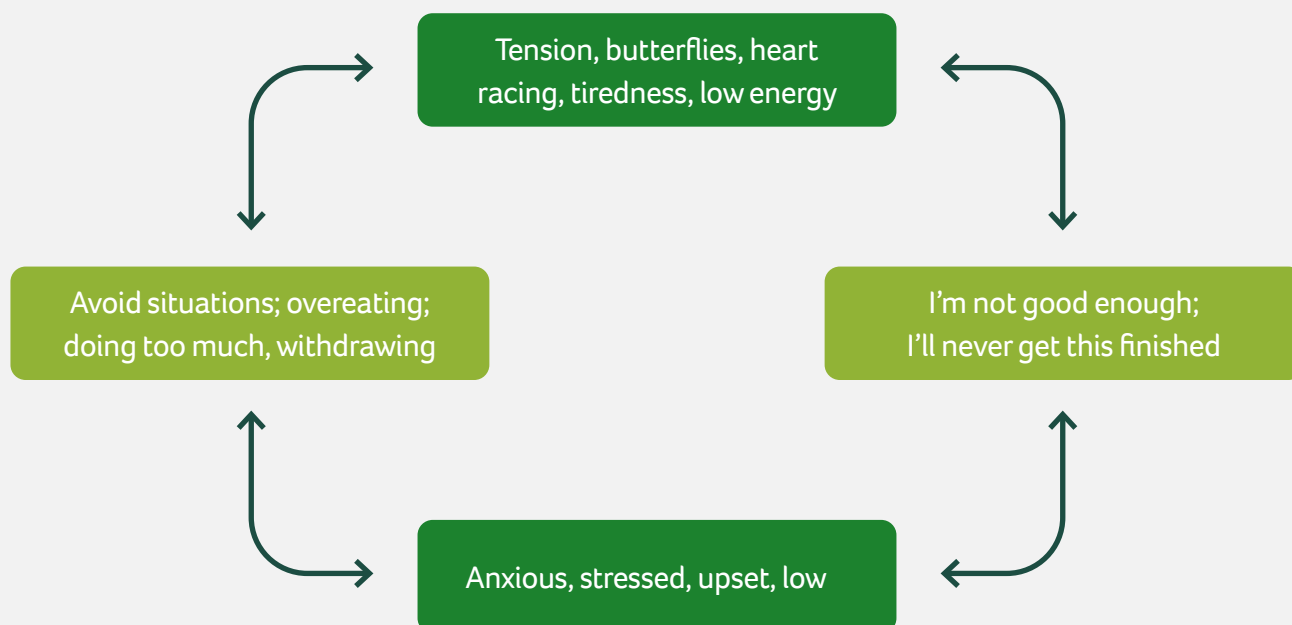 Tension, butterflies, heart
racing, tiredness, low energy
Avoid situations; overeating;
doing too much, withdrawing
I’m not good enough;
I’ll never get this finished
Anxious, stressed, upset, low